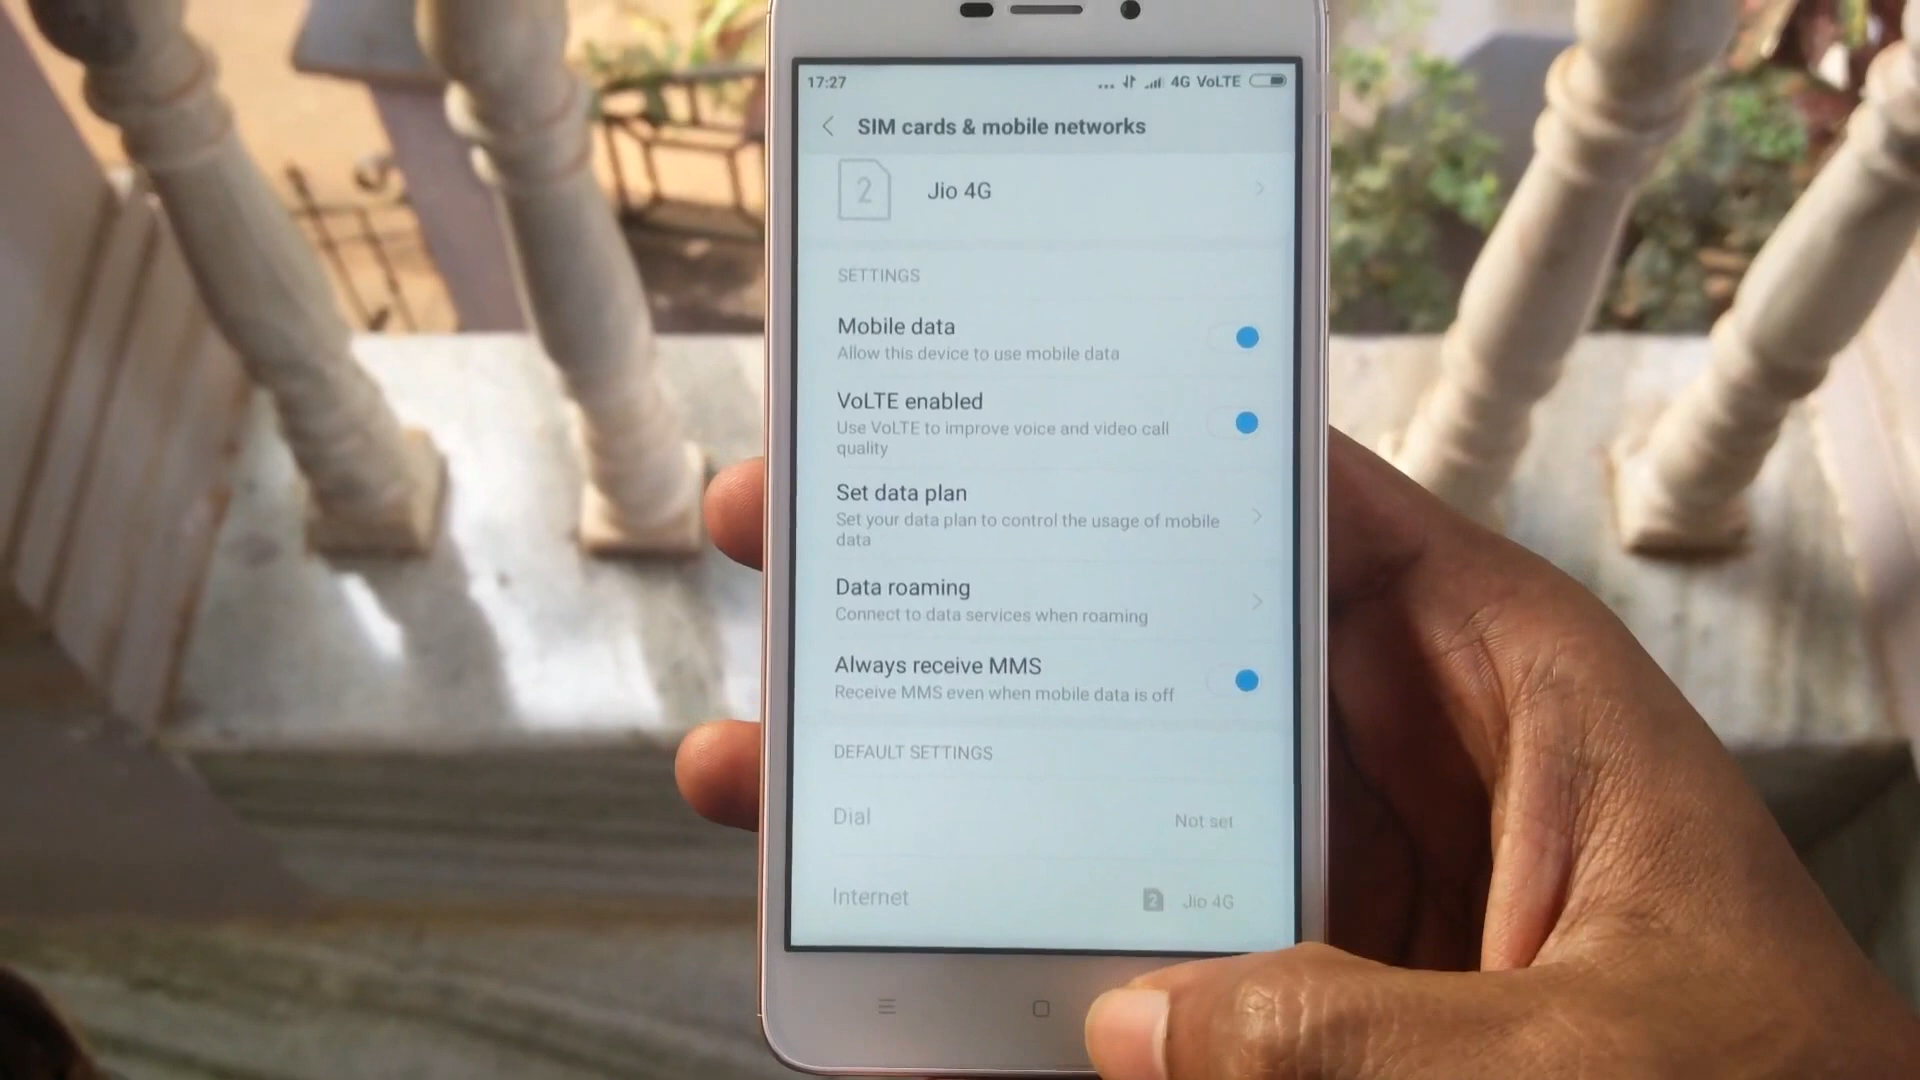 17:27 ... 4G VoLTE
SIM cards & mobile networks
2 Jio 4G
SETTINGS
Mobile data
Allow this device to use mobile data
VoLTE enabled
Use VoLTE to improve voice and video call
quality
Set data plan
Set your data plan to control the usage of mobile
data
Data roaming
Connect to data services when roaming
Always receive MMS
Receive MMS even when mobile data is off
DEFAULT SETTINGS
Dial Not set
Internet 2 Jio 4G